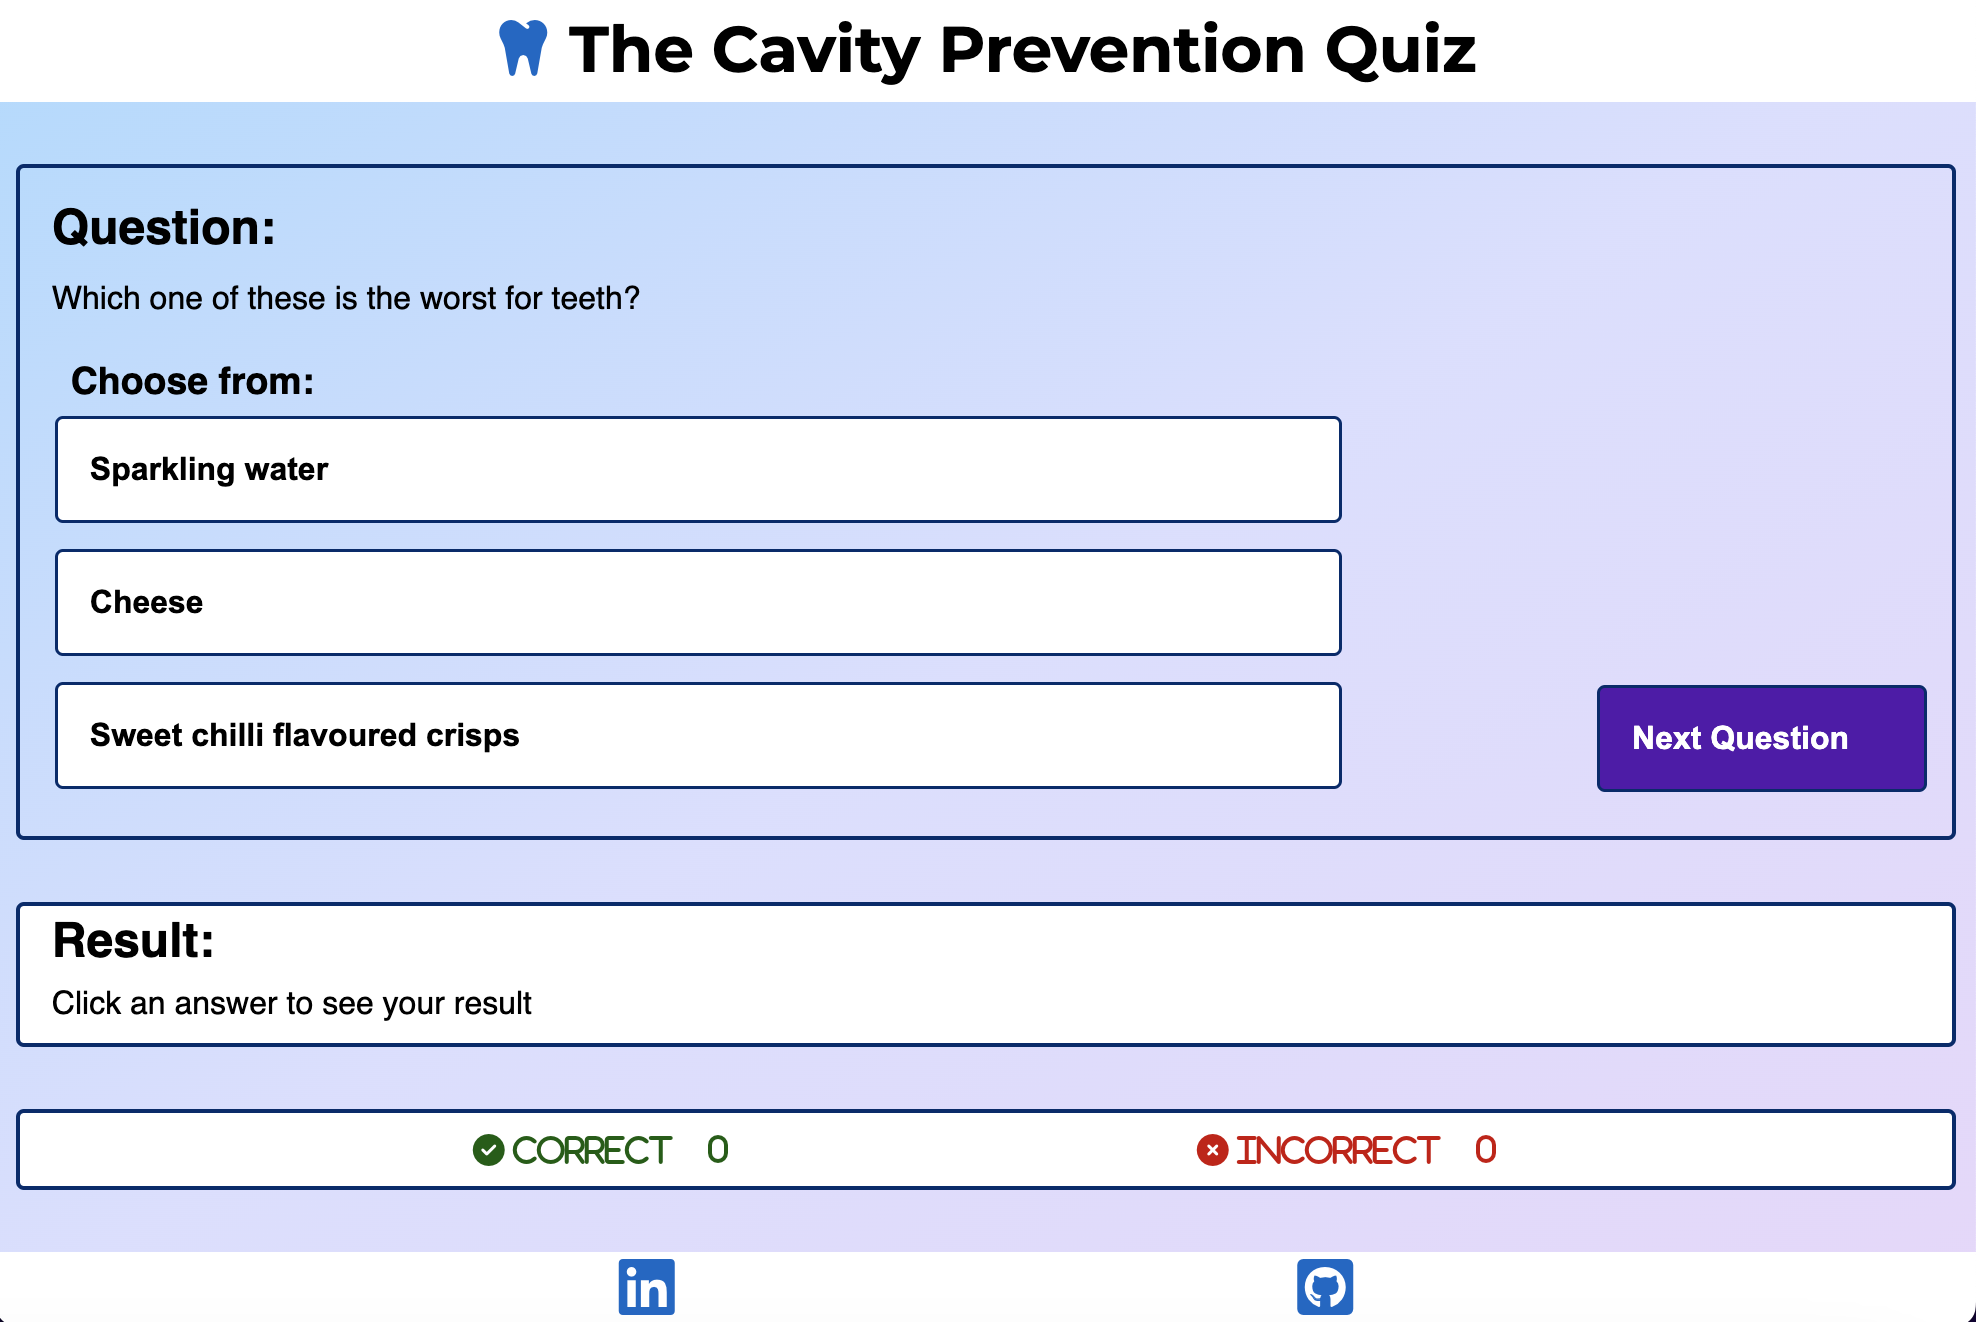 The Cavity Prevention Quiz
Question:
Which one of these is the worst for teeth?
Choose from:
Sparkling water
Cheese
Sweet chilli flavoured crisps
Next Question
Result:
Click an answer to see your result
CORRECT 0
INCORRECT 0
in